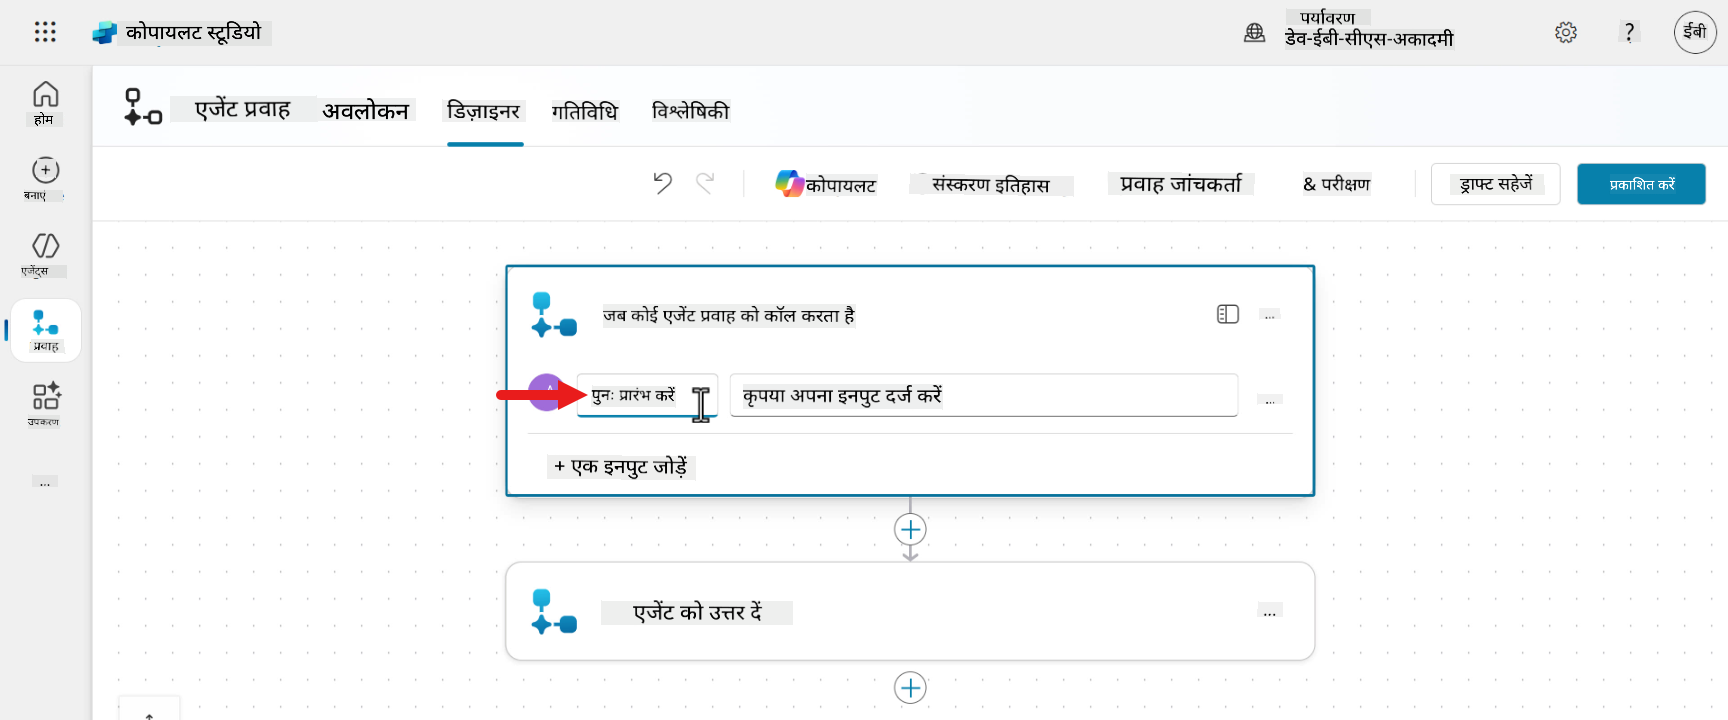 कोपायलट स्टूडियो
पर्यावरण
डेव-ईबी-सीएस-अकादमी
?
ईबी
होम
बनाएं
एजेंट्स
प्रवाह
उपकरण
...
एजेंट प्रवाह
अवलोकन
डिज़ाइनर
गतिविधि
विश्लेषिकी
कोपायलट
संस्करण इतिहास
प्रवाह जांचकर्ता
& परीक्षण
ड्राफ्ट सहेजें
प्रकाशित करें
जब कोई एजेंट प्रवाह को कॉल करता है
...
पुनः प्रारंभ करें
कृपया अपना इनपुट दर्ज करें
...
+ एक इनपुट जोड़ें
एजेंट को उत्तर दें
...